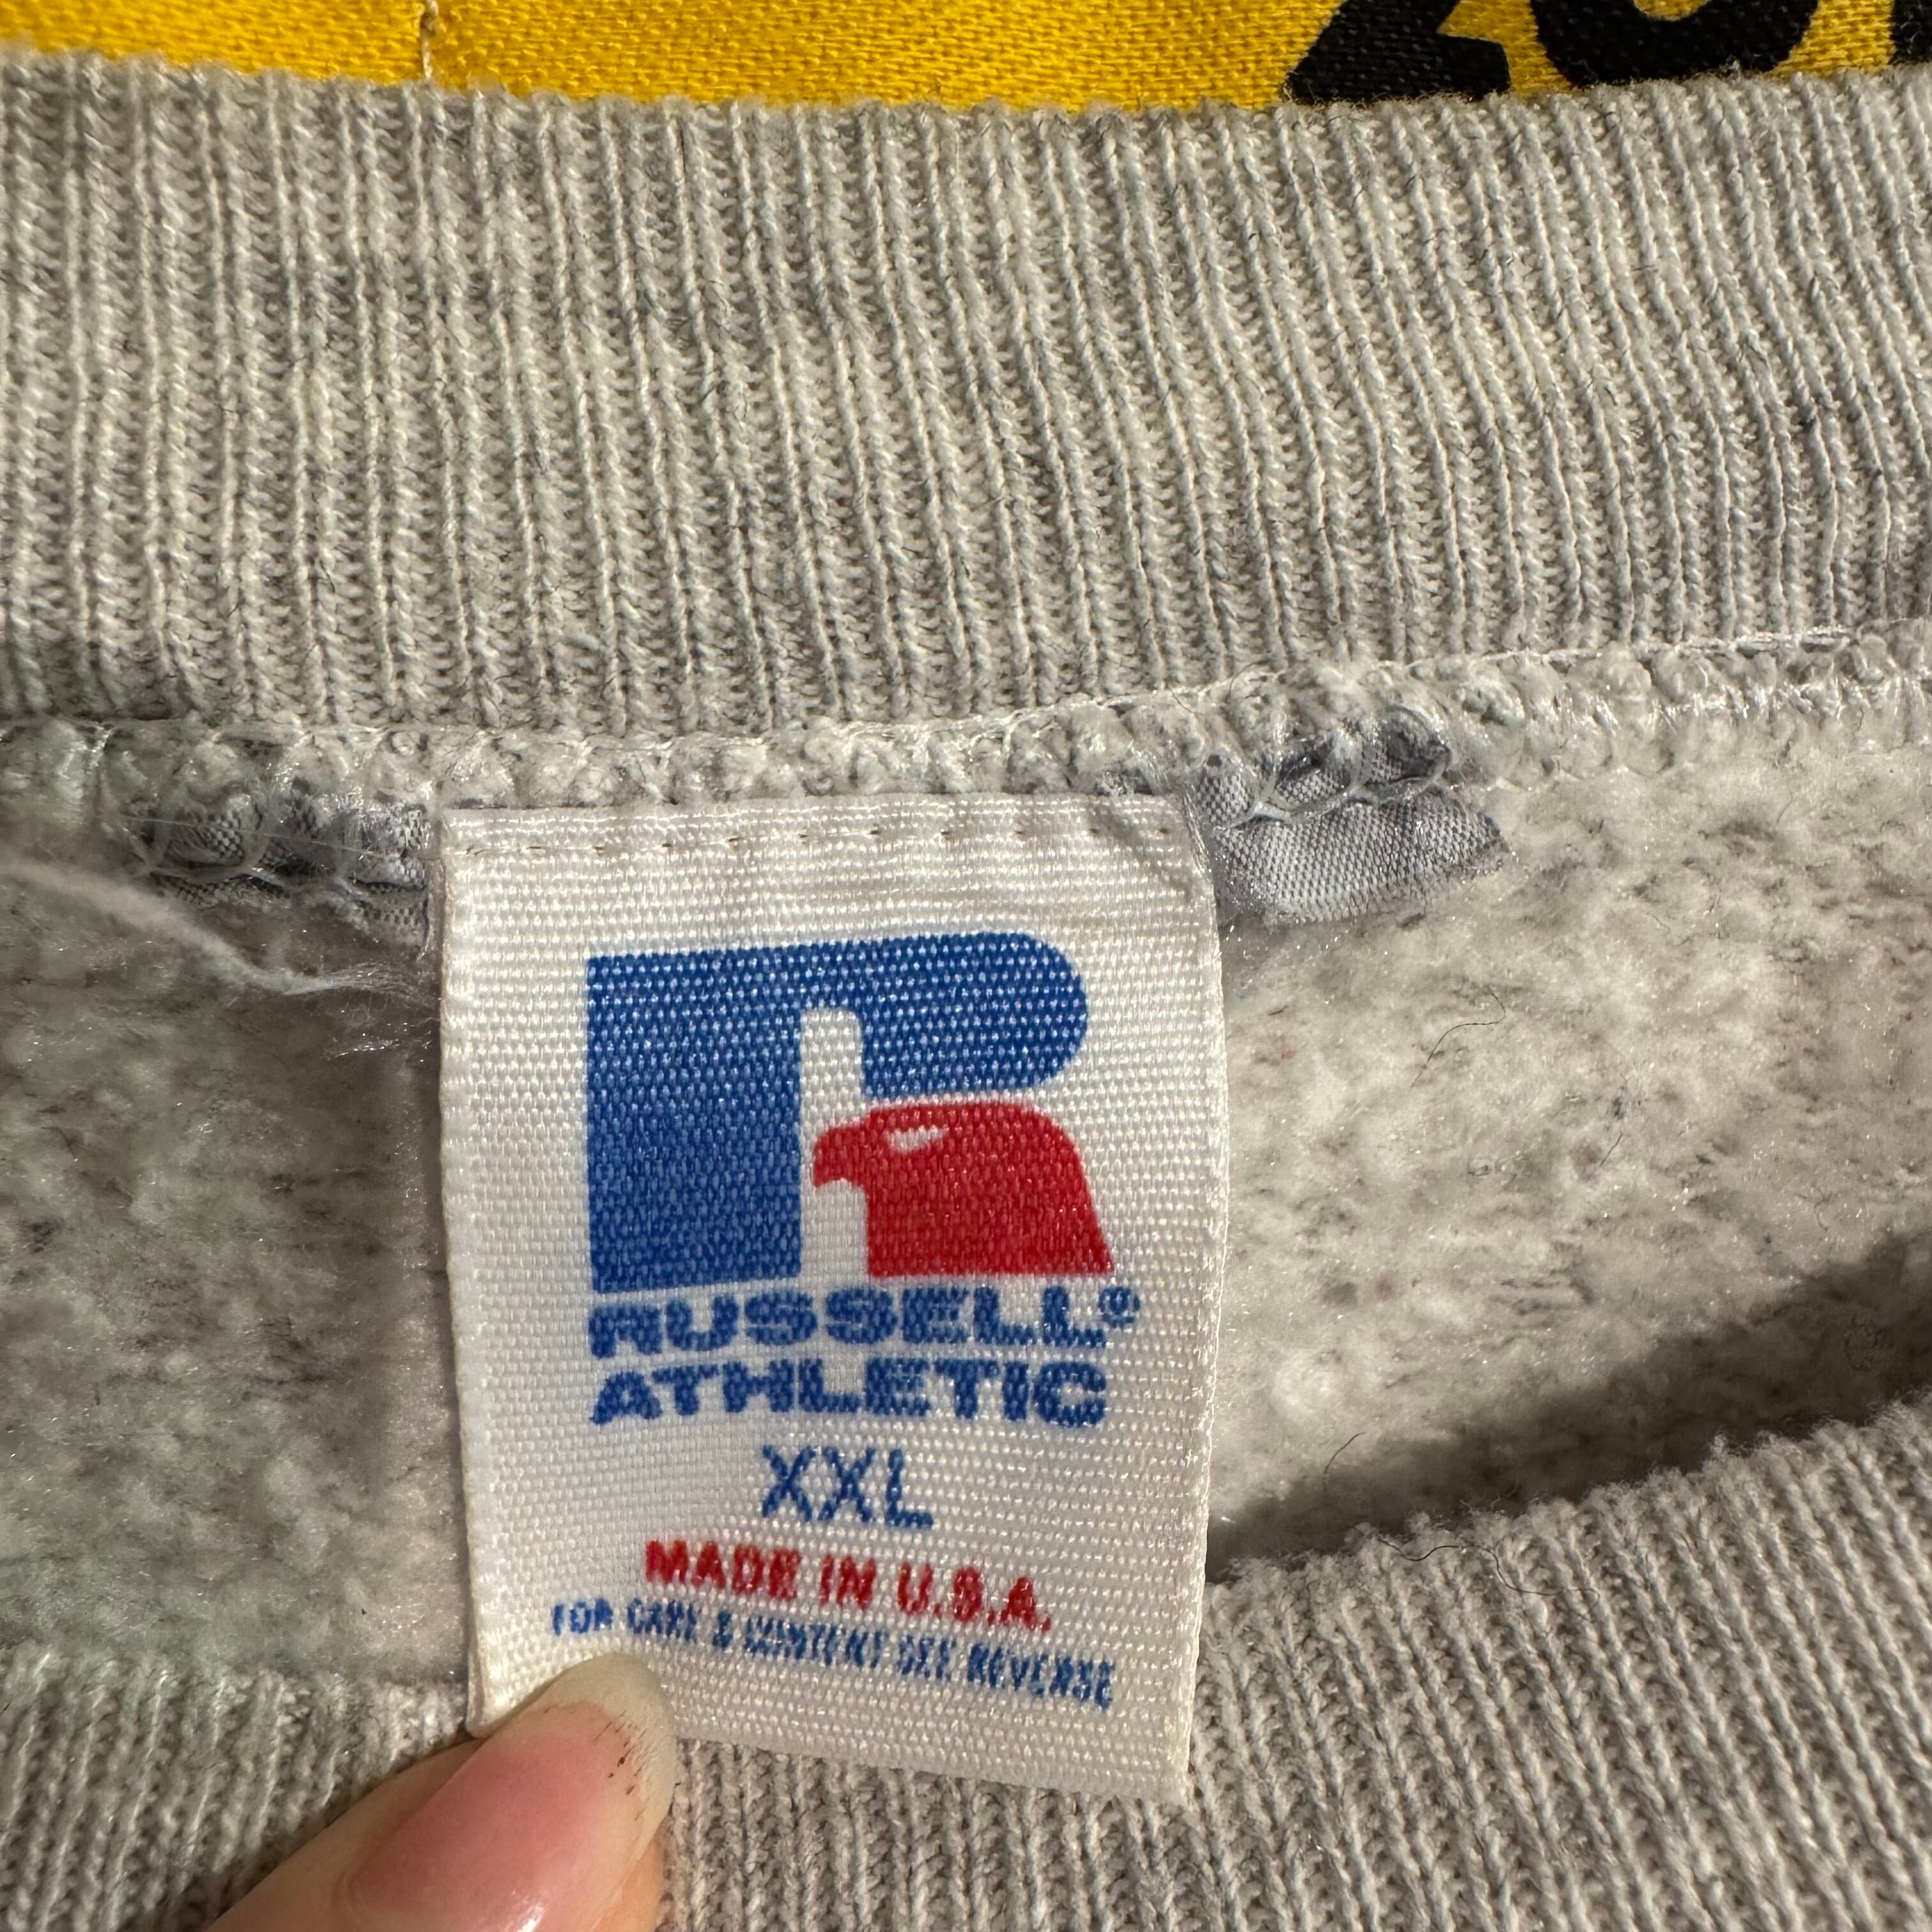 RUSSELL®
ATHLETIC
XXL
MADE IN U.S.A.
FOR CARE & CONTENT SEE REVERSE